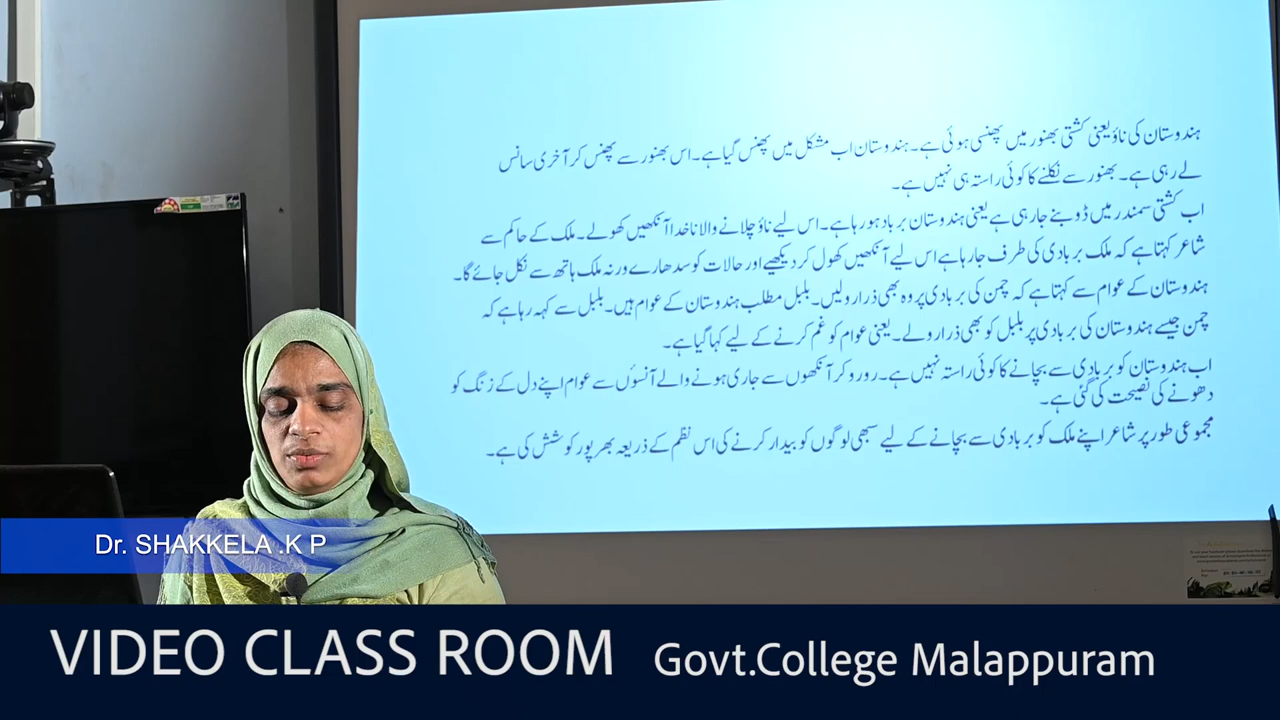 ہندوستان کی ناؤ یعنی کشتی بھنور میں پھنسی ہوئی ہے۔ ہندوستان اب مشکل میں پھنس گیا ہے۔ اس بھنور سے پھنس کر آخری سانس
لے رہی ہے۔ بھنور سے نکلنے کا کوئی راستہ ہی نہیں ہے۔
اب کشتی سمندر میں ڈوبنے جا رہی ہے یعنی ہندوستان برباد ہو رہا ہے۔ اس لیے ناؤ چلانے والا ناخدا آنکھیں کھولے۔ ملک کے حاکم سے
شاعر کہتا ہے کہ ملک بربادی کی طرف جا رہا ہے اس لیے آنکھیں کھول کر دیکھیے اور حالات کو سدھارے ورنہ ملک ہاتھ سے نکل جائے گا۔
ہندوستان کے عوام سے کہتا ہے کہ چمن کی بربادی پر وہ بھی ذرا رولیں۔ بلبل مطلب ہندوستان کے عوام ہیں۔ بلبل سے کہہ رہا ہے کہ
چمن جیسے ہندوستان کی بربادی پر بلبل کو بھی ذرا رولے۔ یعنی عوام کو غم کرنے کے لیے کہا گیا ہے۔
اب ہندوستان کو بربادی سے بچانے کا کوئی راستہ نہیں ہے۔ رو رو کر آنکھوں سے جاری ہونے والے آنسوں سے عوام اپنے دل کے زنگ کو
دھونے کی نصیحت کی گئی ہے۔
مجموعی طور پر شاعر اپنے ملک کو بربادی سے بچانے کے لیے سبھی لوگوں کو بیدار کرنے کی اس نظم کے ذریعہ بھرپور کوشش کی ہے۔
Dr. SHAKKELA .K P
VIDEO CLASS ROOM Govt.College Malappuram